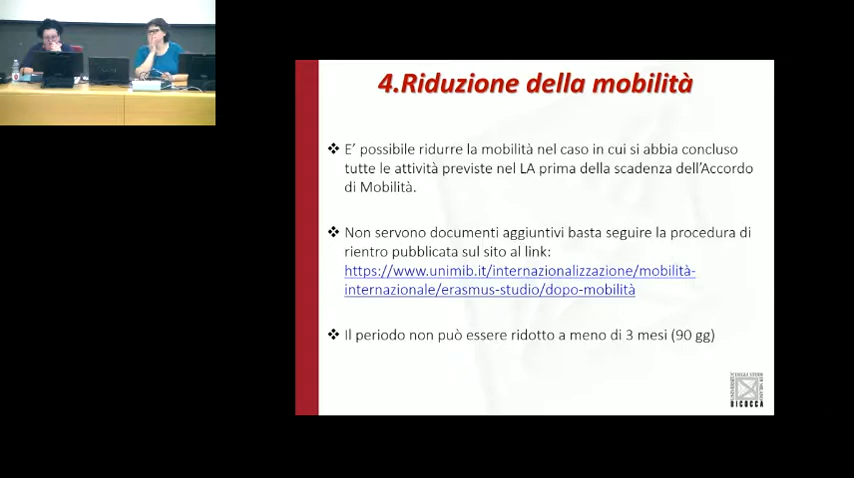 4.Riduzione della mobilità
❖ E' possibile ridurre la mobilità nel caso in cui si abbia concluso
tutte le attività previste nel LA prima della scadenza dell'Accordo
di Mobilità.
❖ Non servono documenti aggiuntivi basta seguire la procedura di
rientro pubblicata sul sito al link:
https://www.unimib.it/internazionalizzazione/mobilità-
internazionale/erasmus-studio/dopo-mobilità
❖ Il periodo non può essere ridotto a meno di 3 mesi (90 gg)
BICOCCA